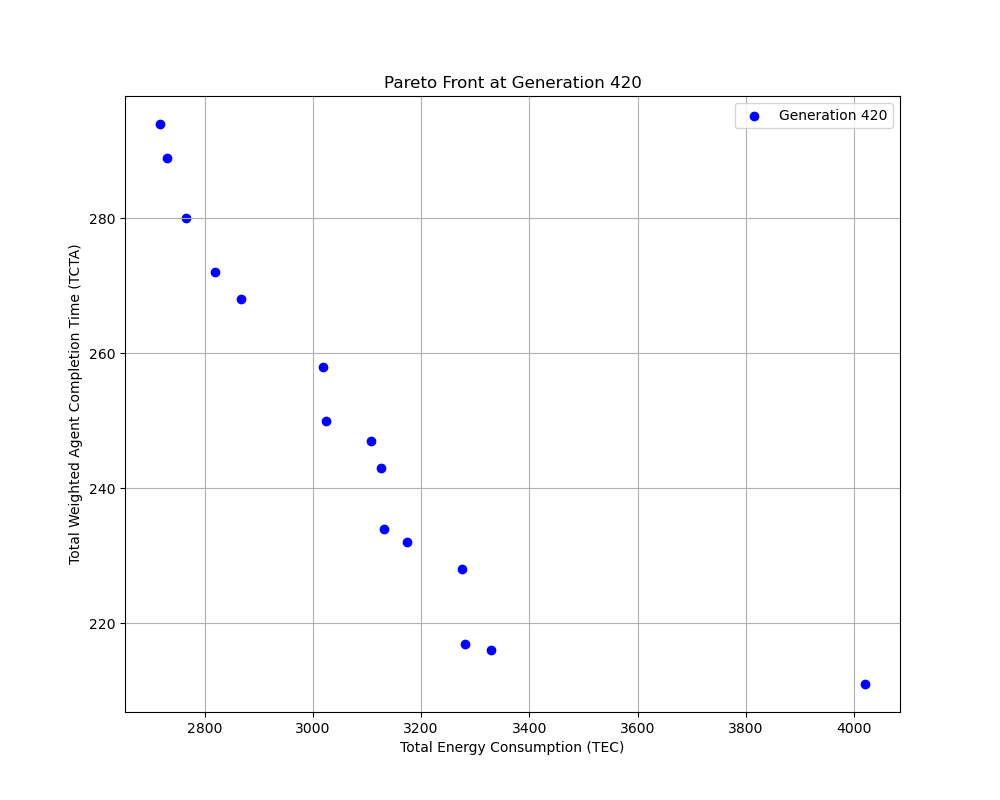 Pareto Front at Generation 420
Generation 420
Total Weighted Agent Completion Time (TCTA)
280
260
240
220
2800 3000 3200 3400 3600 3800 4000
Total Energy Consumption (TEC)